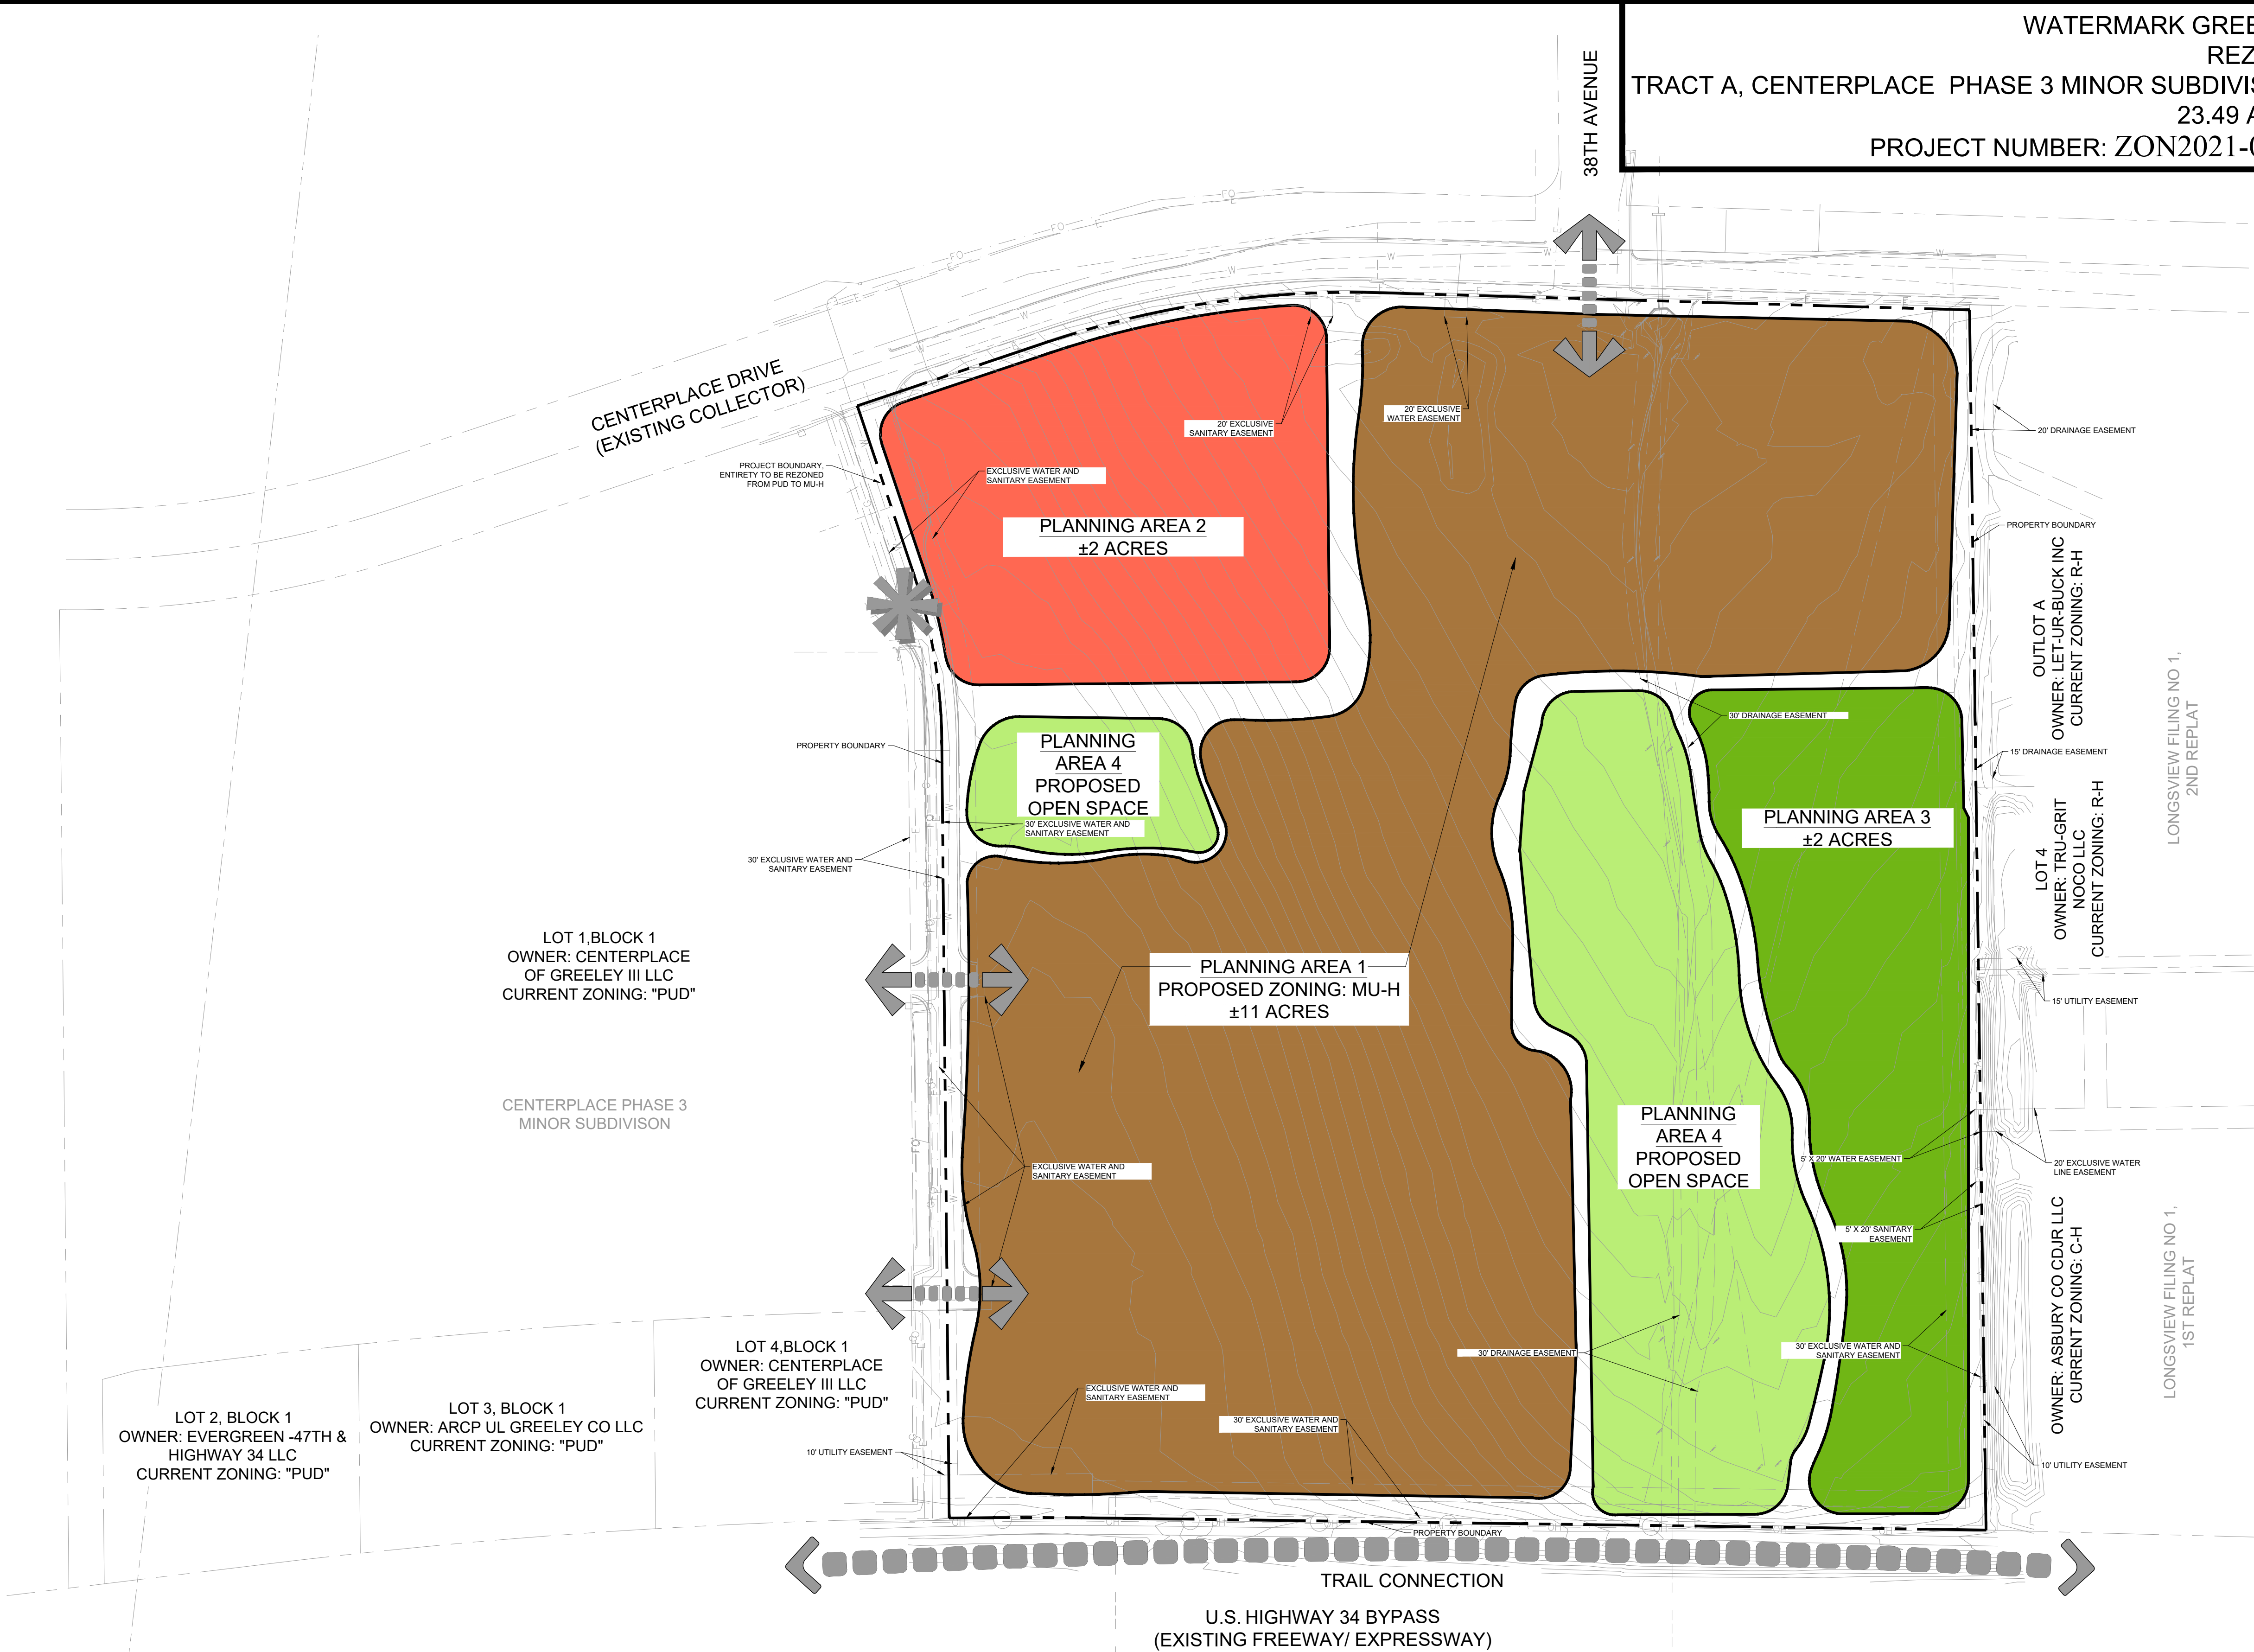 WATERMARK GREE
REZ
TRACT A, CENTERPLACE PHASE 3 MINOR SUBDIVIS
23.49 A
PROJECT NUMBER: ZON2021-0
38TH AVENUE
CENTERPLACE DRIVE
(EXISTING COLLECTOR)
PROJECT BOUNDARY,
ENTIRETY TO BE REZONED
FROM PUD TO MU-H
EXCLUSIVE WATER AND
SANITARY EASEMENT
20' EXCLUSIVE
SANITARY EASEMENT
20' EXCLUSIVE
WATER EASEMENT
20' DRAINAGE EASEMENT
PLANNING AREA 2
±2 ACRES
PROPERTY BOUNDARY
OUTLOT A
OWNER: LET-UR-BUCK INC
CURRENT ZONING: R-H
LONGSVIEW FILING NO 1,
2ND REPLAT
PROPERTY BOUNDARY
PLANNING
AREA 4
PROPOSED
OPEN SPACE
30' EXCLUSIVE WATER AND
SANITARY EASEMENT
30' DRAINAGE EASEMENT
15' DRAINAGE EASEMENT
PLANNING AREA 3
±2 ACRES
LOT 4
OWNER: TRU-GRIT
NOCO LLC
CURRENT ZONING: R-H
30' EXCLUSIVE WATER AND
SANITARY EASEMENT
LOT 1,BLOCK 1
OWNER: CENTERPLACE
OF GREELEY III LLC
CURRENT ZONING: "PUD"
PLANNING AREA 1
PROPOSED ZONING: MU-H
±11 ACRES
15' UTILITY EASEMENT
CENTERPLACE PHASE 3
MINOR SUBDIVISON
EXCLUSIVE WATER AND
SANITARY EASEMENT
PLANNING
AREA 4
PROPOSED
OPEN SPACE
5' X 20' WATER EASEMENT
20' EXCLUSIVE WATER
LINE EASEMENT
5' X 20' SANITARY
EASEMENT
OWNER: ASBURY CO CDJR LLC
CURRENT ZONING: C-H
LONGSVIEW FILING NO 1,
1ST REPLAT
30' DRAINAGE EASEMENT
30' EXCLUSIVE WATER AND
SANITARY EASEMENT
LOT 4,BLOCK 1
OWNER: CENTERPLACE
OF GREELEY III LLC
CURRENT ZONING: "PUD"
LOT 3, BLOCK 1
OWNER: ARCP UL GREELEY CO LLC
CURRENT ZONING: "PUD"
LOT 2, BLOCK 1
OWNER: EVERGREEN -47TH &
HIGHWAY 34 LLC
CURRENT ZONING: "PUD"
EXCLUSIVE WATER AND
SANITARY EASEMENT
30' EXCLUSIVE WATER AND
SANITARY EASEMENT
10' UTILITY EASEMENT
10' UTILITY EASEMENT
PROPERTY BOUNDARY
TRAIL CONNECTION
U.S. HIGHWAY 34 BYPASS
(EXISTING FREEWAY/ EXPRESSWAY)